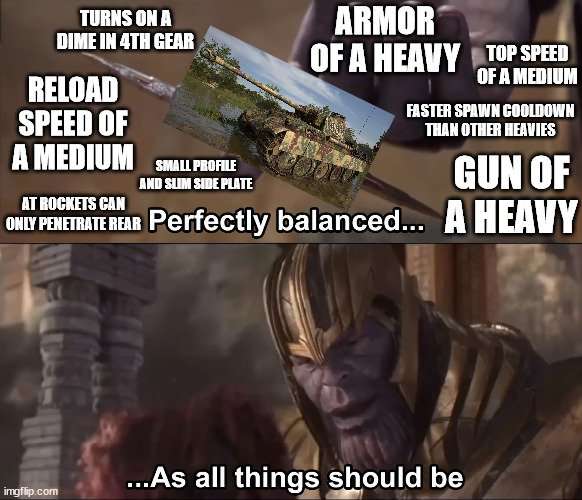 TURNS ON A
DIME IN 4TH GEAR
ARMOR
OF A HEAVY
TOP SPEED
OF A MEDIUM
RELOAD
SPEED OF
A MEDIUM
FASTER SPAWN COOLDOWN
THAN OTHER HEAVIES
SMALL PROFILE
AND SLIM SIDE PLATE
GUN OF
A HEAVY
AT ROCKETS CAN
ONLY PENETRATE REAR
Perfectly balanced...
...As all things should be
imgflip.com